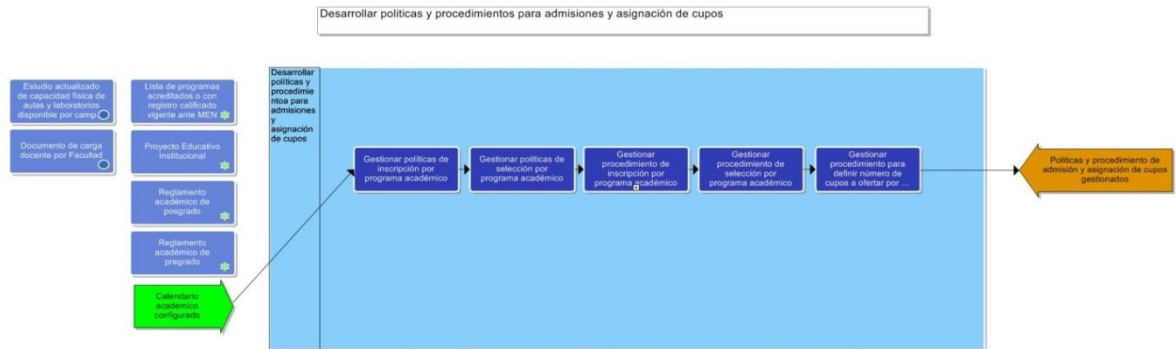 Desarrollar politicas y procedimientos para admisiones y asignación de cupos
Estudio actualizado
de capacidad física de
aulas y laboratorios
disponible por camp
Lista de programas
acreditados o con
registro calificado
vigente ante MEN
Documento de carga
docente por Facultad
Proyecto Educativo
Institucional
Reglamento
académico de
posgrado
Reglamento
académico de
pregrado
Calendario
academico
configurado
Desarrollar
políticas y
procedimie
ntoa para
admisiones
y
asignación
de cupos
Gestionar políticas de
inscripción por
programa académico
Gestionar políticas de
selección por
programa académico
Gestionar
procedimiento de
inscripción por
programa académico
Gestionar
procedimiento de
selección por
programa académico
Gestionar
procedimiento para
definir número de
cupos a ofertar por ...
Políticas y procedimiento de
admisión y asignación de cupos
gestionados